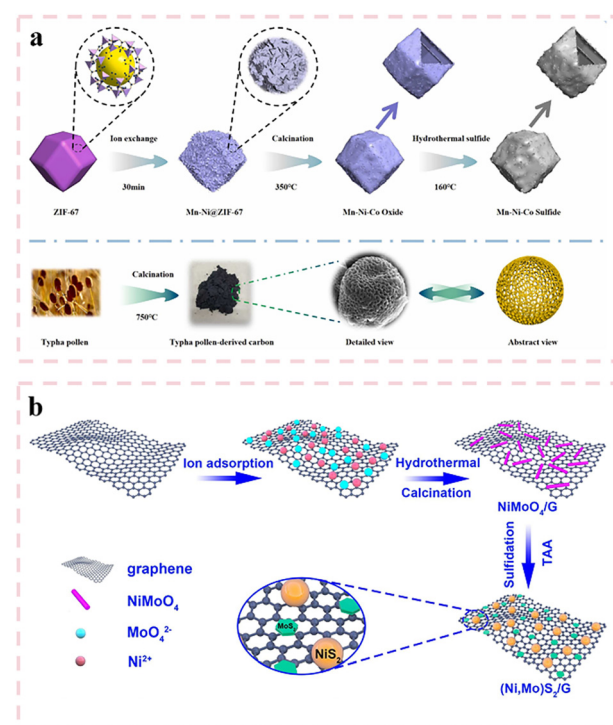 a
Ion exchange
Calcination
Hydrothermal sulfide
30min
350℃
160℃
ZIF-67
Mn-Ni@ZIF-67
Mn-Ni-Co Oxide
Mn-Ni-Co Sulfide
Calcination
750℃
Typha pollen
Typha pollen-derived carbon
Detailed view
Abstract view
b
Ion adsorption
Hydrothermal
Calcination
NiMoO₄/G
Sulfidation
TAA
graphene
NiMoO₄
MoO₄²⁻
Ni²⁺
MoS₂
NiS₂
(Ni,Mo)S₂/G